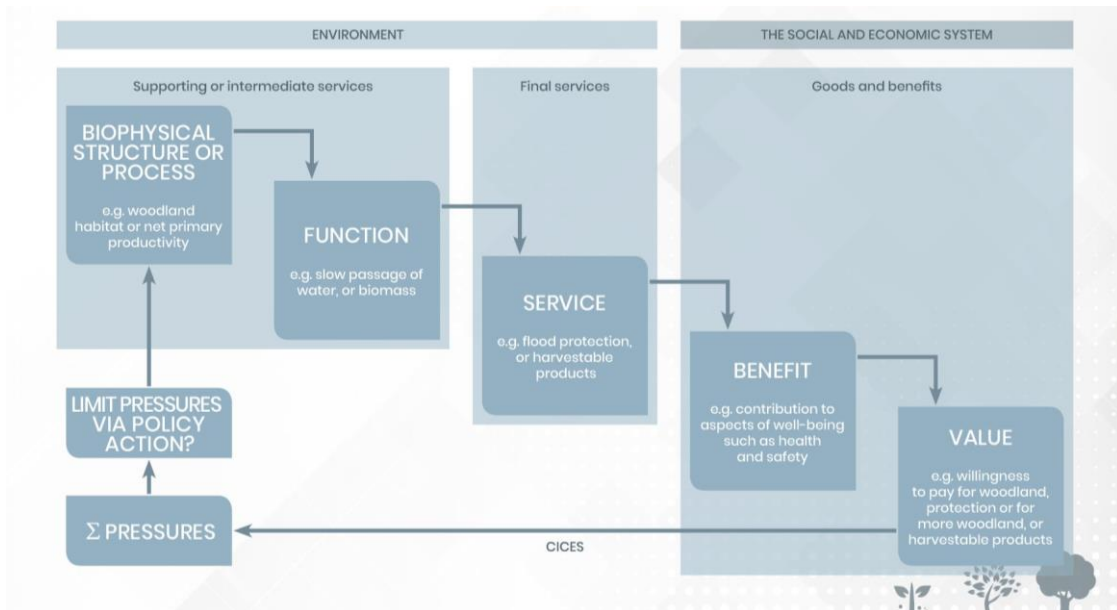 ENVIRONMENT
THE SOCIAL AND ECONOMIC SYSTEM
Supporting or intermediate services
Final services
Goods and benefits
BIOPHYSICAL
STRUCTURE OR
PROCESS
e.g. woodland
habitat or net primary
productivity
FUNCTION
e.g. slow passage of
water, or biomass
SERVICE
e.g. flood protection,
or harvestable
products
BENEFIT
e.g. contribution to
aspects of well-being
such as health
and safety
VALUE
e.g. willingness
to pay for woodland,
protection or for
more woodland, or
harvestable products
LIMIT PRESSURES
VIA POLICY
ACTION?
Σ PRESSURES
CICES